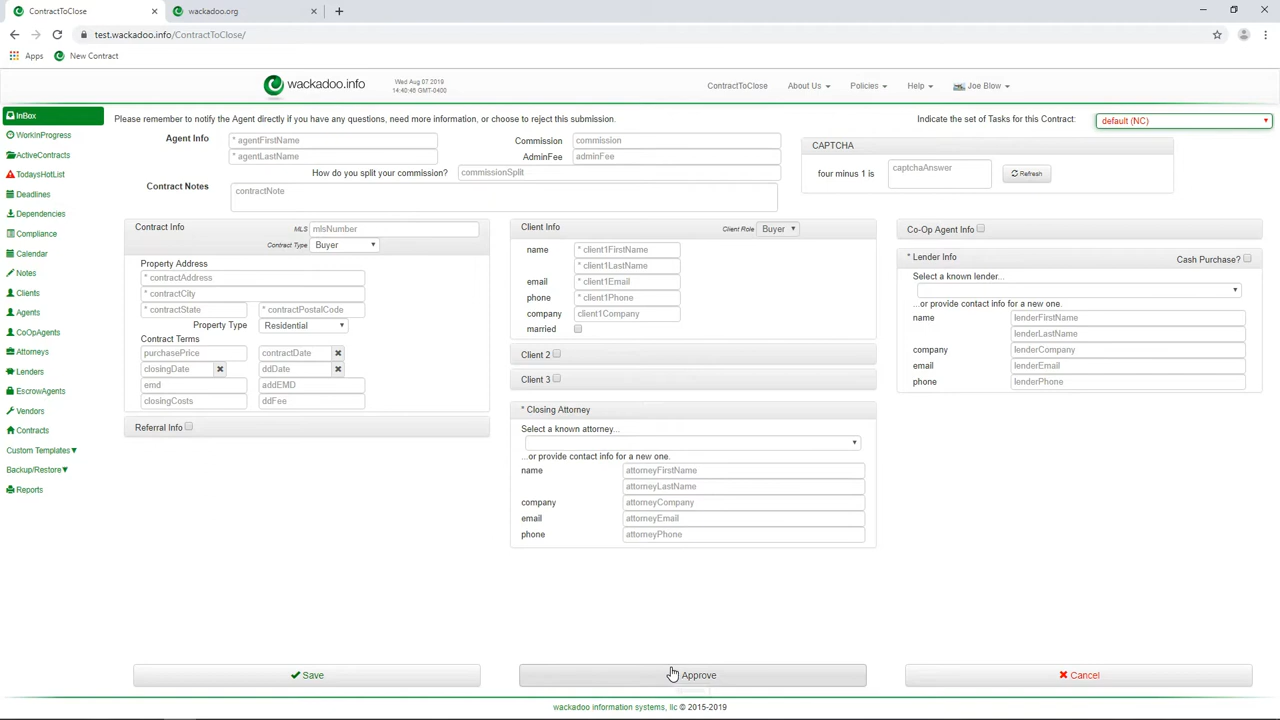 ContractToClose
wackadoo.org
test.wackadoo.info/ContractToClose/
Apps
New Contract
wackadoo.info
Wed Aug 07 2019
14:40:46 GMT-0400
ContractToClose
About Us
Policies
Help
Joe Blow
InBox
WorkInProgress
ActiveContracts
TodaysHotList
Deadlines
Dependencies
Compliance
Calendar
Notes
Clients
Agents
CoOpAgents
Attorneys
Lenders
EscrowAgents
Vendors
Contracts
Custom Templates
Backup/Restore
Reports
Please remember to notify the Agent directly if you have any questions, need more information, or choose to reject this submission.
Indicate the set of Tasks for this Contract:
default (NC)
Agent Info
* agentFirstName
* agentLastName
Commission
commission
AdminFee
adminFee
How do you split your commission?
commissionSplit
Contract Notes
contractNote
CAPTCHA
four minus 1 is
captchaAnswer
Refresh
Contract Info
MLS
mlsNumber
Contract Type
Buyer
Property Address
* contractAddress
* contractCity
* contractState
* contractPostalCode
Property Type
Residential
Contract Terms
purchasePrice
contractDate
closingDate
ddDate
emd
addEMD
closingCosts
ddFee
Referral Info
Client Info
Client Role
Buyer
name
* client1FirstName
* client1LastName
email
* client1Email
phone
* client1Phone
company
client1Company
married
Client 2
Client 3
* Closing Attorney
Select a known attorney...
...or provide contact info for a new one.
name
attorneyFirstName
attorneyLastName
company
attorneyCompany
email
attorneyEmail
phone
attorneyPhone
Co-Op Agent Info
* Lender Info
Cash Purchase?
Select a known lender...
...or provide contact info for a new one.
name
lenderFirstName
lenderLastName
company
lenderCompany
email
lenderEmail
phone
lenderPhone
Save
Approve
Cancel
wackadoo information systems, llc © 2015-2019